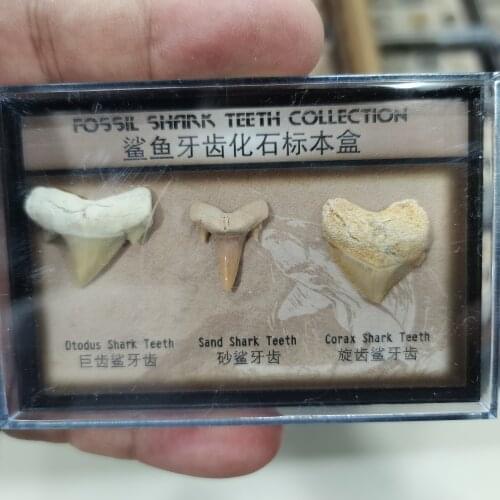 FOSSIL SHARK TEETH COLLECTION
鲨鱼牙齿化石标本盒
Otodus Shark Teeth
巨齿鲨牙齿
Sand Shark Teeth
砂鲨牙齿
Corax Shark Teeth
旋齿鲨牙齿